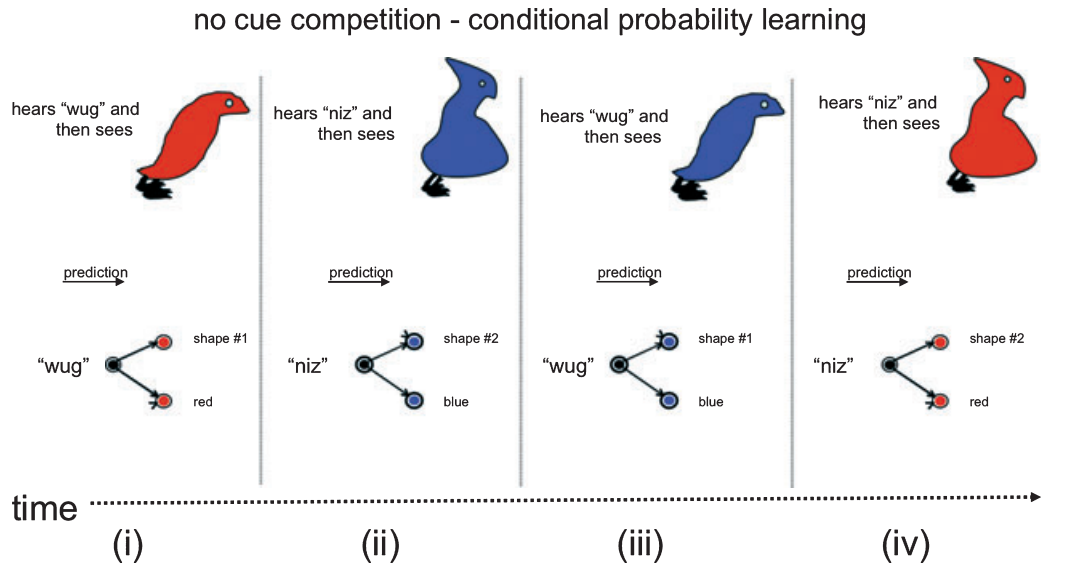 no cue competition - conditional probability learning
hears “wug” and
then sees
hears “niz” and
then sees
hears “wug” and
then sees
hears “niz” and
then sees
prediction
prediction
prediction
prediction
“wug”
shape #1
red
“niz”
shape #2
blue
“wug”
shape #1
blue
“niz”
shape #2
red
time
(i)
(ii)
(iii)
(iv)